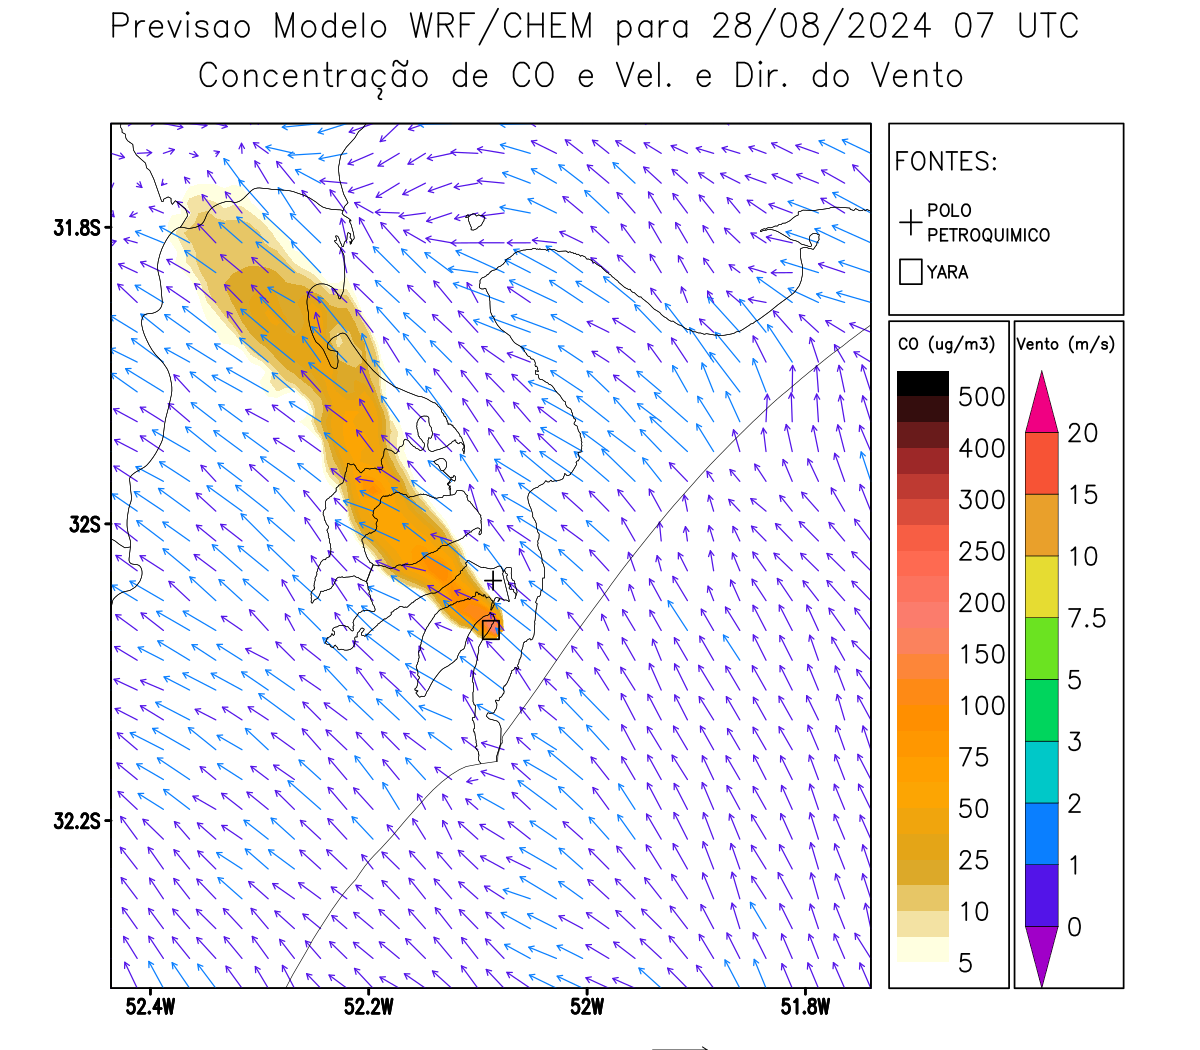 Previsao Modelo WRF/CHEM para 28/08/2024 07 UTC
Concentração de CO e Vel. e Dir. do Vento
FONTES:
POLO
PETROQUIMICO
YARA
CO (ug/m3)
500
400
300
250
200
150
100
75
50
25
10
5
Vento (m/s)
20
15
10
7.5
5
3
2
1
0
31.8S
32S
32.2S
52.4W
52.2W
52W
51.8W